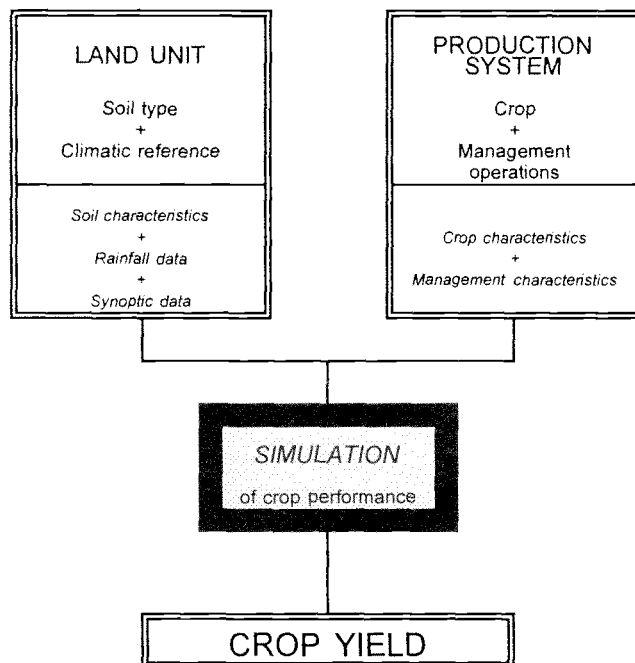 LAND UNIT
Soil type
+
Climatic reference
Soil characteristics
+
Rainfall data
+
Synoptic data
PRODUCTION
SYSTEM
Crop
+
Management
operations
Crop characteristics
+
Management characteristics
SIMULATION
of crop performance
CROP YIELD